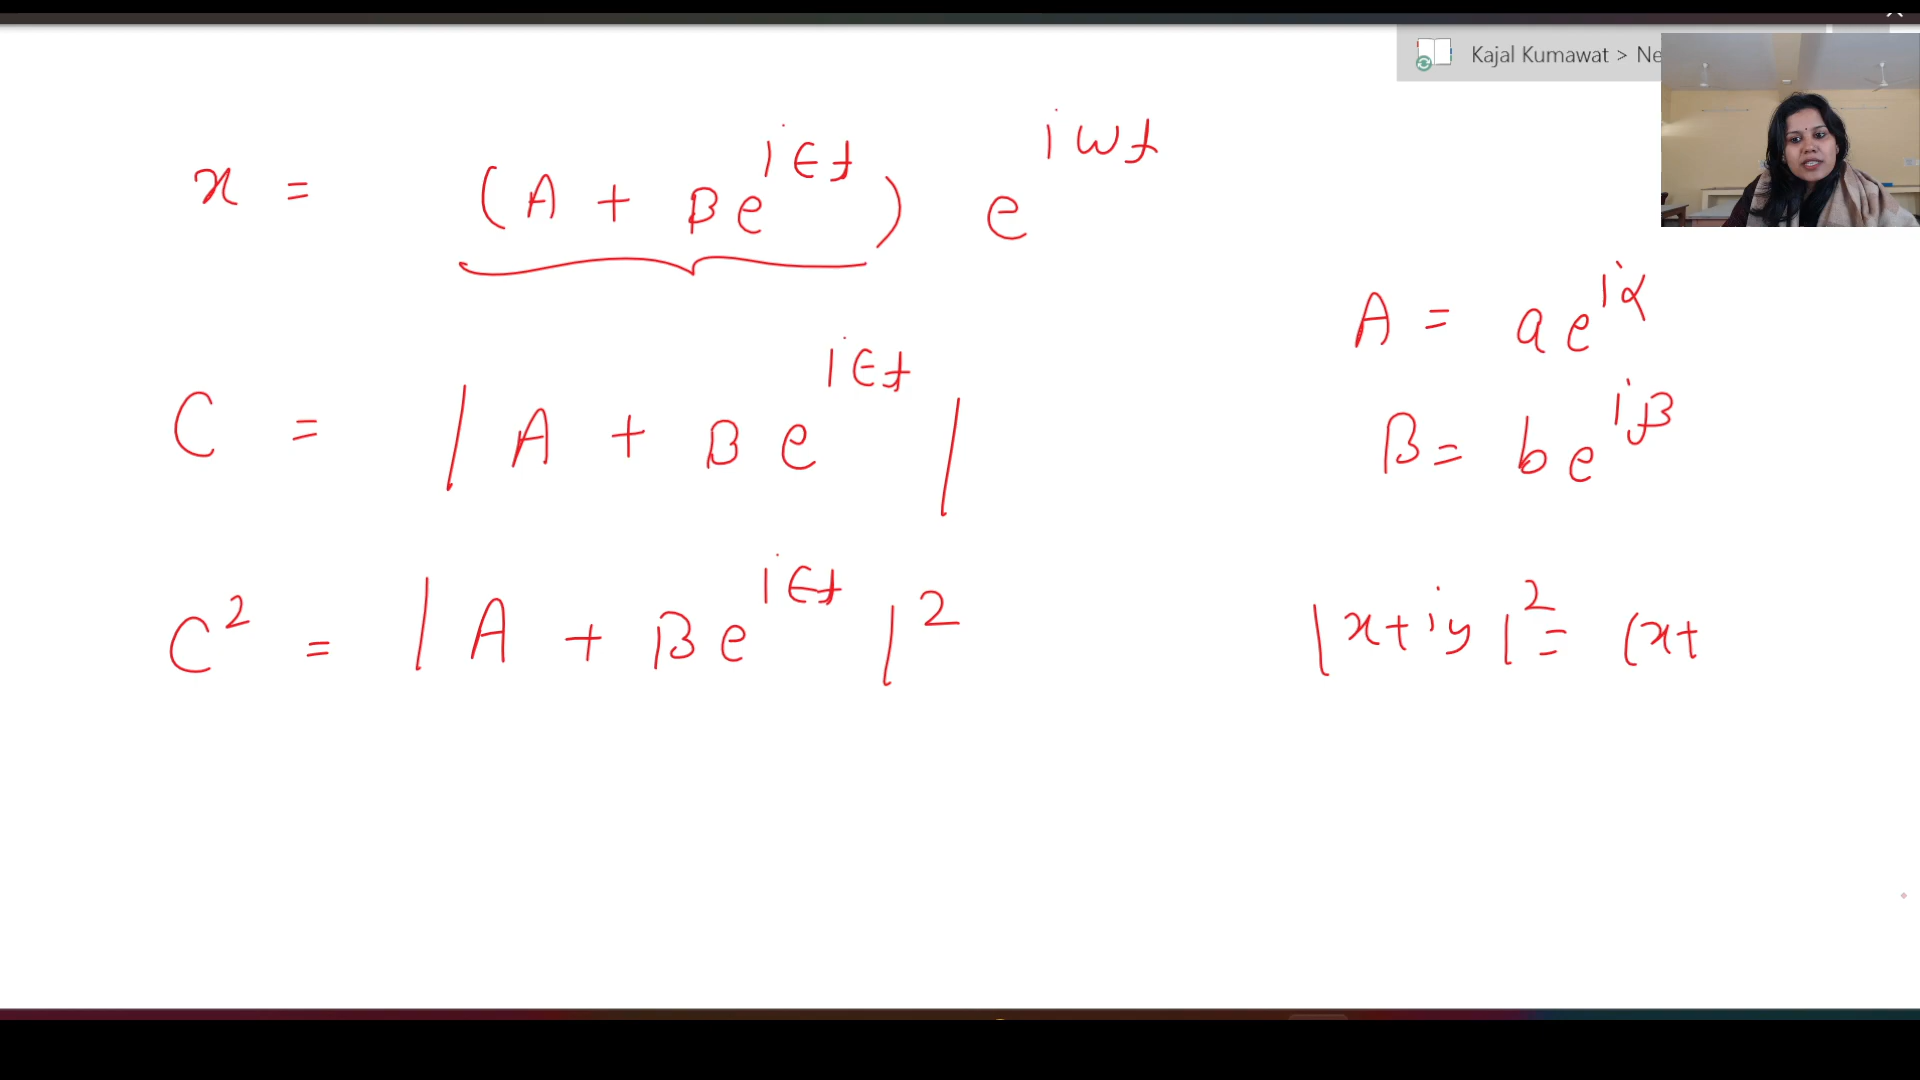 Kajal Kumawat > Ne
x = (A + Be^{iϵt}) e^{iωt}
A = ae^{iα}
C = |A + Be^{iϵt}|
B = be^{iβ}
C² = |A + Be^{iϵt}|²
|x+iy|² = (x+